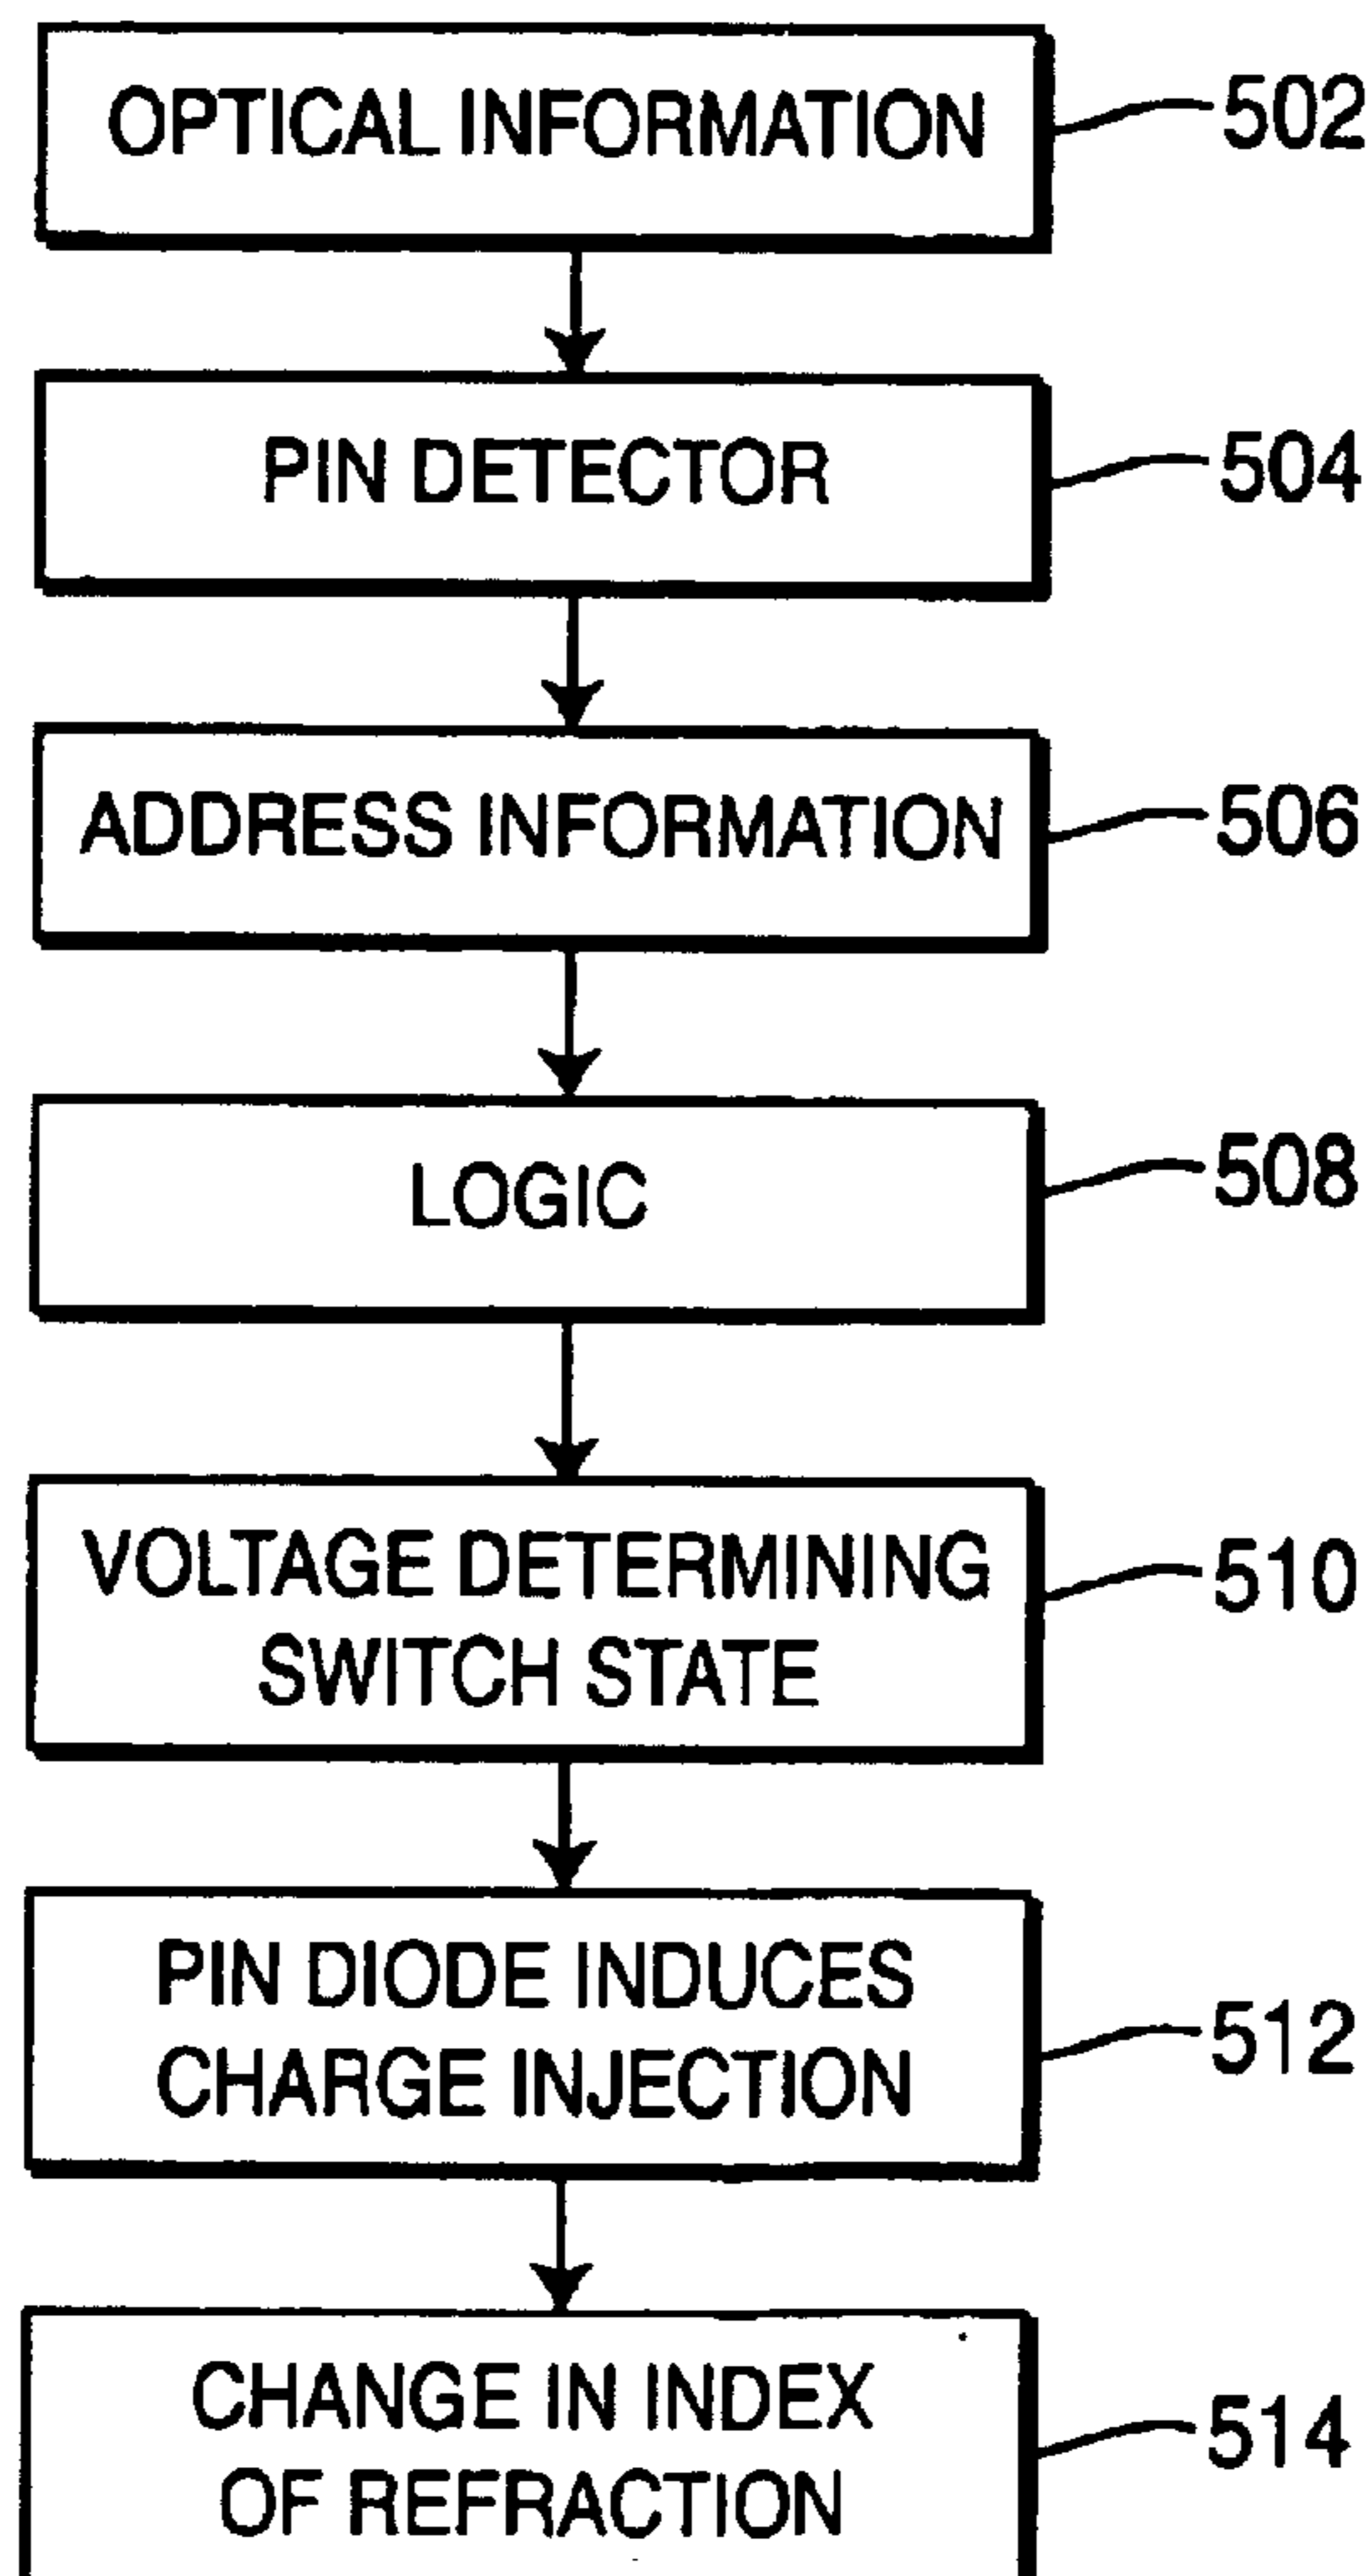 OPTICAL INFORMATION
502
PIN DETECTOR
504
ADDRESS INFORMATION
506
LOGIC
508
VOLTAGE DETERMINING
SWITCH STATE
510
PIN DIODE INDUCES
CHARGE INJECTION
512
CHANGE IN INDEX
OF REFRACTION
514